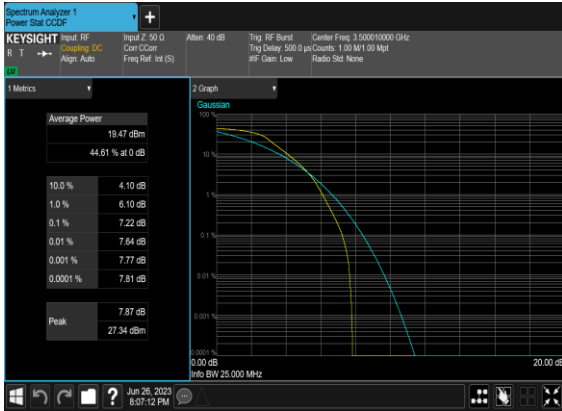 Spectrum Analyzer 1
Power Stat CCDF
KEYSIGHT
R T
Input: RF
Coupling: DC
Align: Auto
Input Z: 50 Ω
Corr CCorr
Freq Ref: Int (S)
Atten: 40 dB
Trig: RF Burst
Trig Delay: 500.0 µs
#IF Gain: Low
Center Freq: 3.500010000 GHz
Counts: 1.00 M/1.00 Mpt
Radio Std: None
1 Metrics
Average Power
19.47 dBm
44.61 % at 0 dB
10.0 % 4.10 dB
1.0 % 6.10 dB
0.1 % 7.22 dB
0.01 % 7.64 dB
0.001 % 7.77 dB
0.0001 % 7.81 dB
Peak
7.87 dB
27.34 dBm
2 Graph
Gaussian
100 %
10 %
1 %
0.1 %
0.01 %
0.001 %
0.0001 %
0.00 dB 20.00 dB
Info BW 25.000 MHz
?
Jun 26, 2023
8:07:12 PM